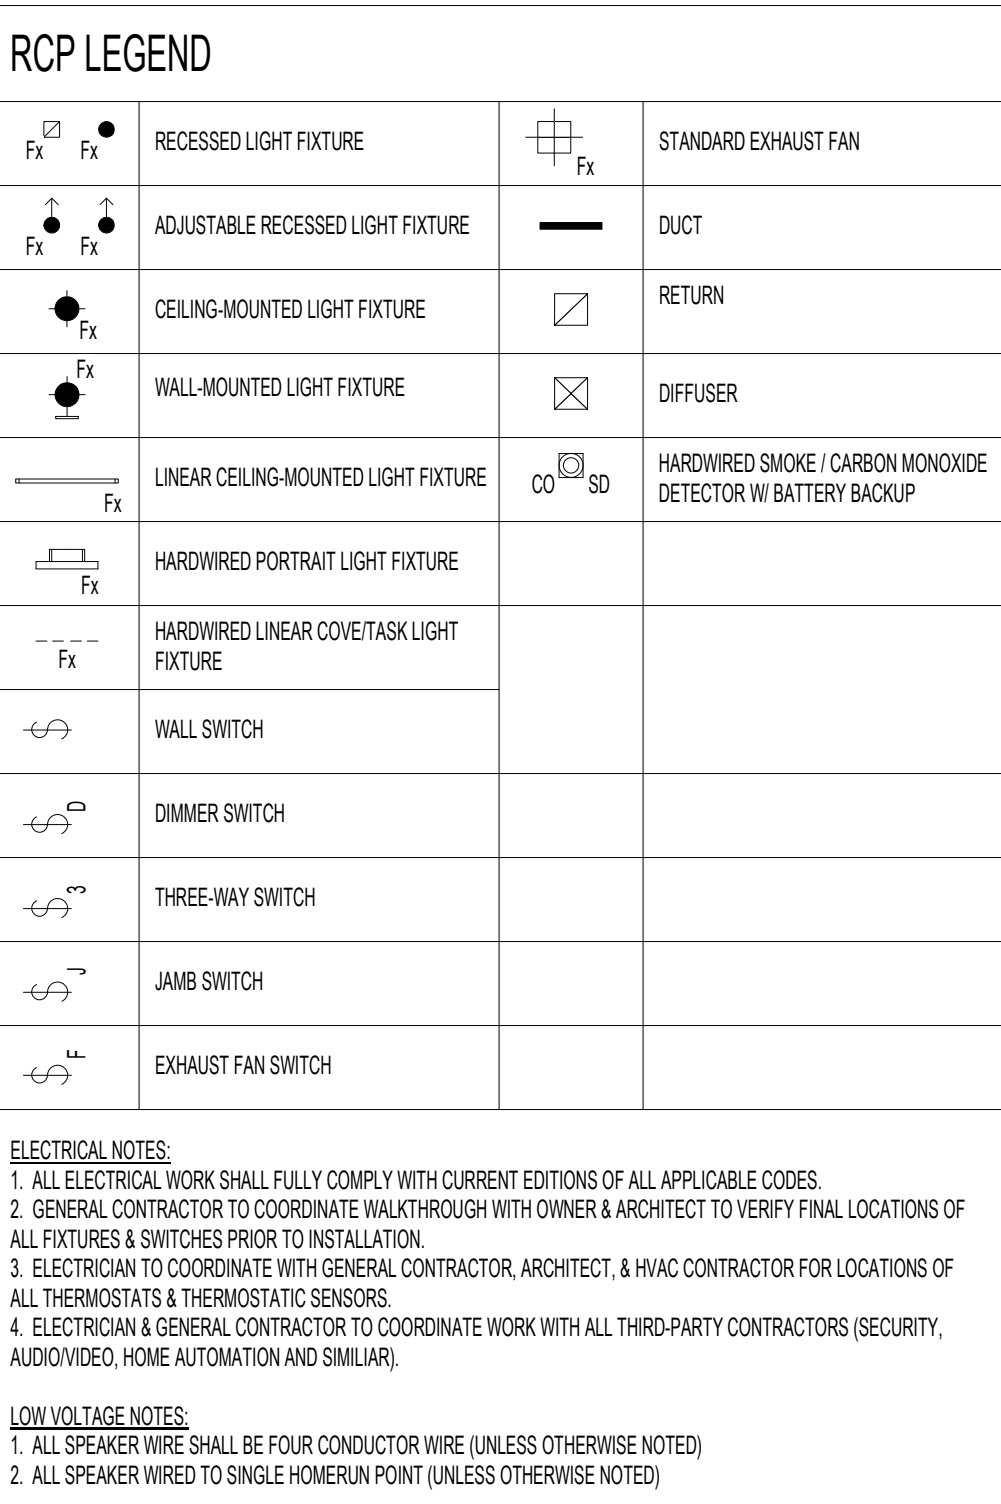 RCP LEGEND
Fx Fx RECESSED LIGHT FIXTURE Fx STANDARD EXHAUST FAN
Fx Fx ADJUSTABLE RECESSED LIGHT FIXTURE DUCT
Fx CEILING-MOUNTED LIGHT FIXTURE RETURN
Fx WALL-MOUNTED LIGHT FIXTURE DIFFUSER
Fx LINEAR CEILING-MOUNTED LIGHT FIXTURE CO SD HARDWIRED SMOKE / CARBON MONOXIDE
DETECTOR W/ BATTERY BACKUP
Fx HARDWIRED PORTRAIT LIGHT FIXTURE
Fx HARDWIRED LINEAR COVE/TASK LIGHT
FIXTURE
WALL SWITCH
D DIMMER SWITCH
3 THREE-WAY SWITCH
J JAMB SWITCH
F EXHAUST FAN SWITCH
ELECTRICAL NOTES:
1. ALL ELECTRICAL WORK SHALL FULLY COMPLY WITH CURRENT EDITIONS OF ALL APPLICABLE CODES.
2. GENERAL CONTRACTOR TO COORDINATE WALKTHROUGH WITH OWNER & ARCHITECT TO VERIFY FINAL LOCATIONS OF
ALL FIXTURES & SWITCHES PRIOR TO INSTALLATION.
3. ELECTRICIAN TO COORDINATE WITH GENERAL CONTRACTOR, ARCHITECT, & HVAC CONTRACTOR FOR LOCATIONS OF
ALL THERMOSTATS & THERMOSTATIC SENSORS.
4. ELECTRICIAN & GENERAL CONTRACTOR TO COORDINATE WORK WITH ALL THIRD-PARTY CONTRACTORS (SECURITY,
AUDIO/VIDEO, HOME AUTOMATION AND SIMILIAR).
LOW VOLTAGE NOTES:
1. ALL SPEAKER WIRE SHALL BE FOUR CONDUCTOR WIRE (UNLESS OTHERWISE NOTED)
2. ALL SPEAKER WIRED TO SINGLE HOMERUN POINT (UNLESS OTHERWISE NOTED)